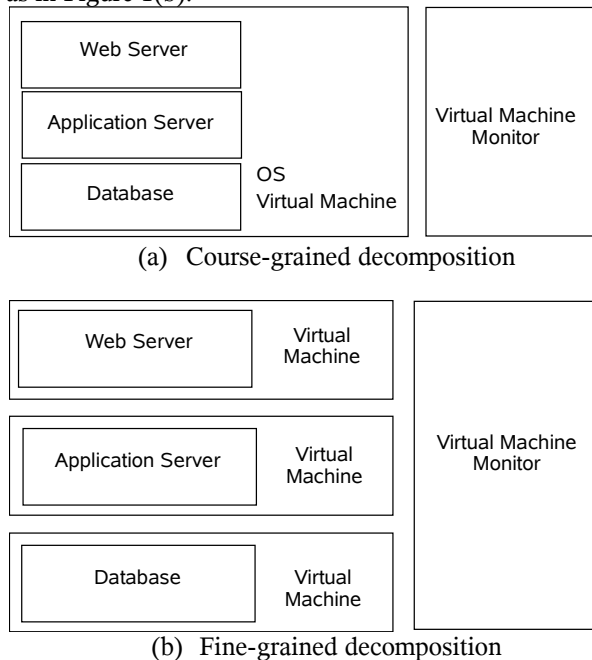 as in Figure 1(b).
Web Server
Application Server
Database
OS
Virtual Machine
Virtual Machine
Monitor
(a) Course-grained decomposition
Web Server
Virtual
Machine
Application Server
Virtual
Machine
Database
Virtual
Machine
Virtual Machine
Monitor
(b) Fine-grained decomposition